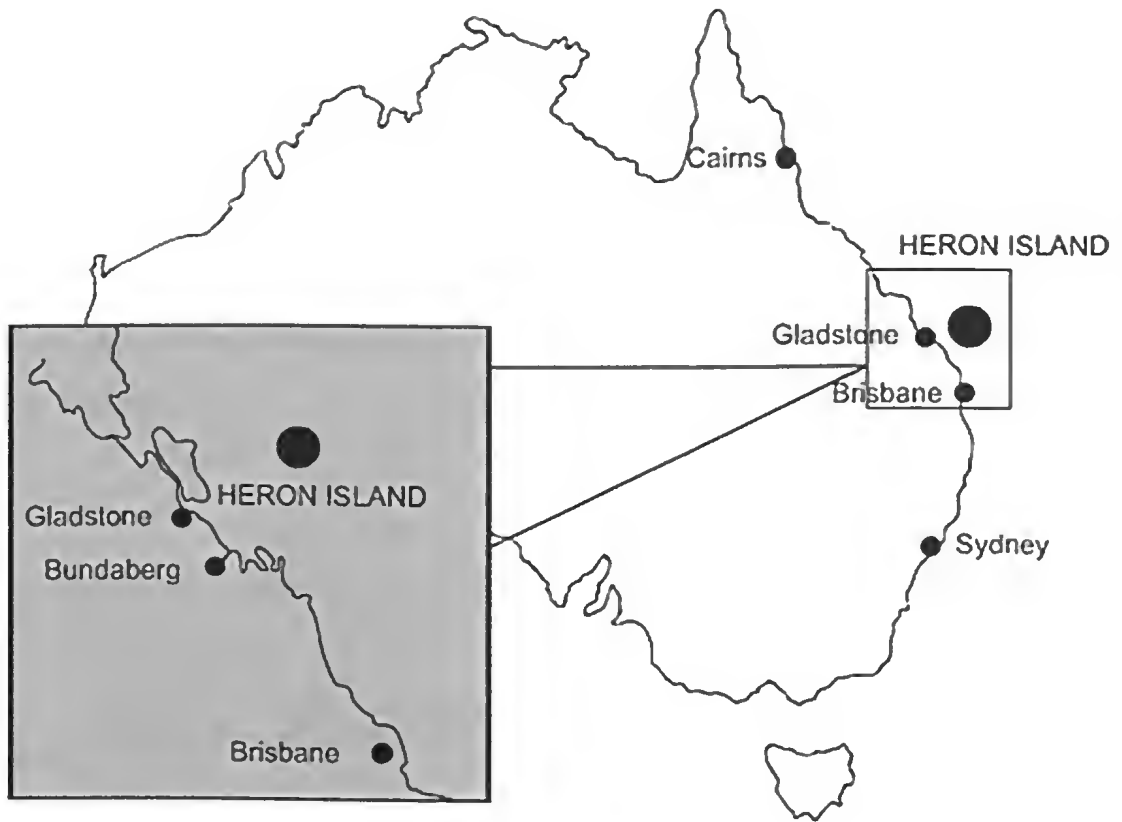 Cairns
HERON ISLAND
Gladstone
Brisbane
HERON ISLAND
Gladstone
Bundaberg
Sydney
Brisbane